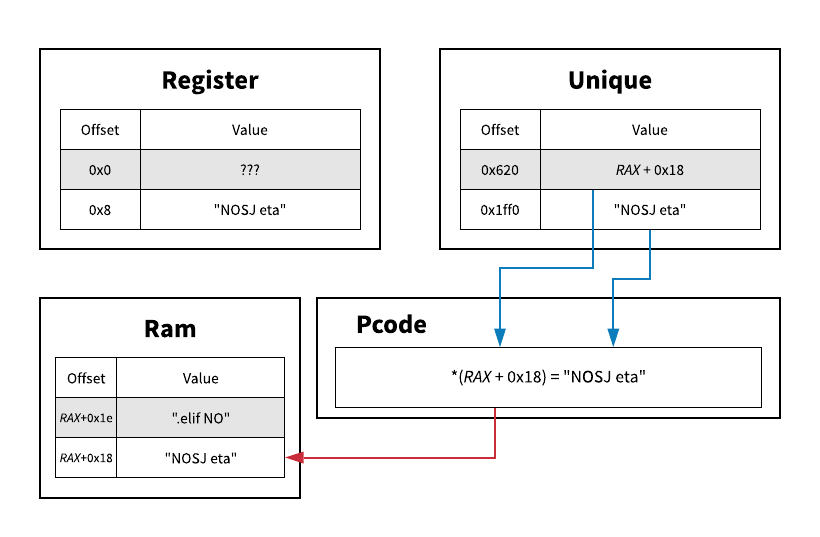 Register
Offset Value
0x0 ???
0x8 "NOSJ eta"
Unique
Offset Value
0x620 RAX + 0x18
0x1ff0 "NOSJ eta"
Ram
Offset Value
RAX+0x1e ".elif NO"
RAX+0x18 "NOSJ eta"
Pcode
*(RAX + 0x18) = "NOSJ eta"